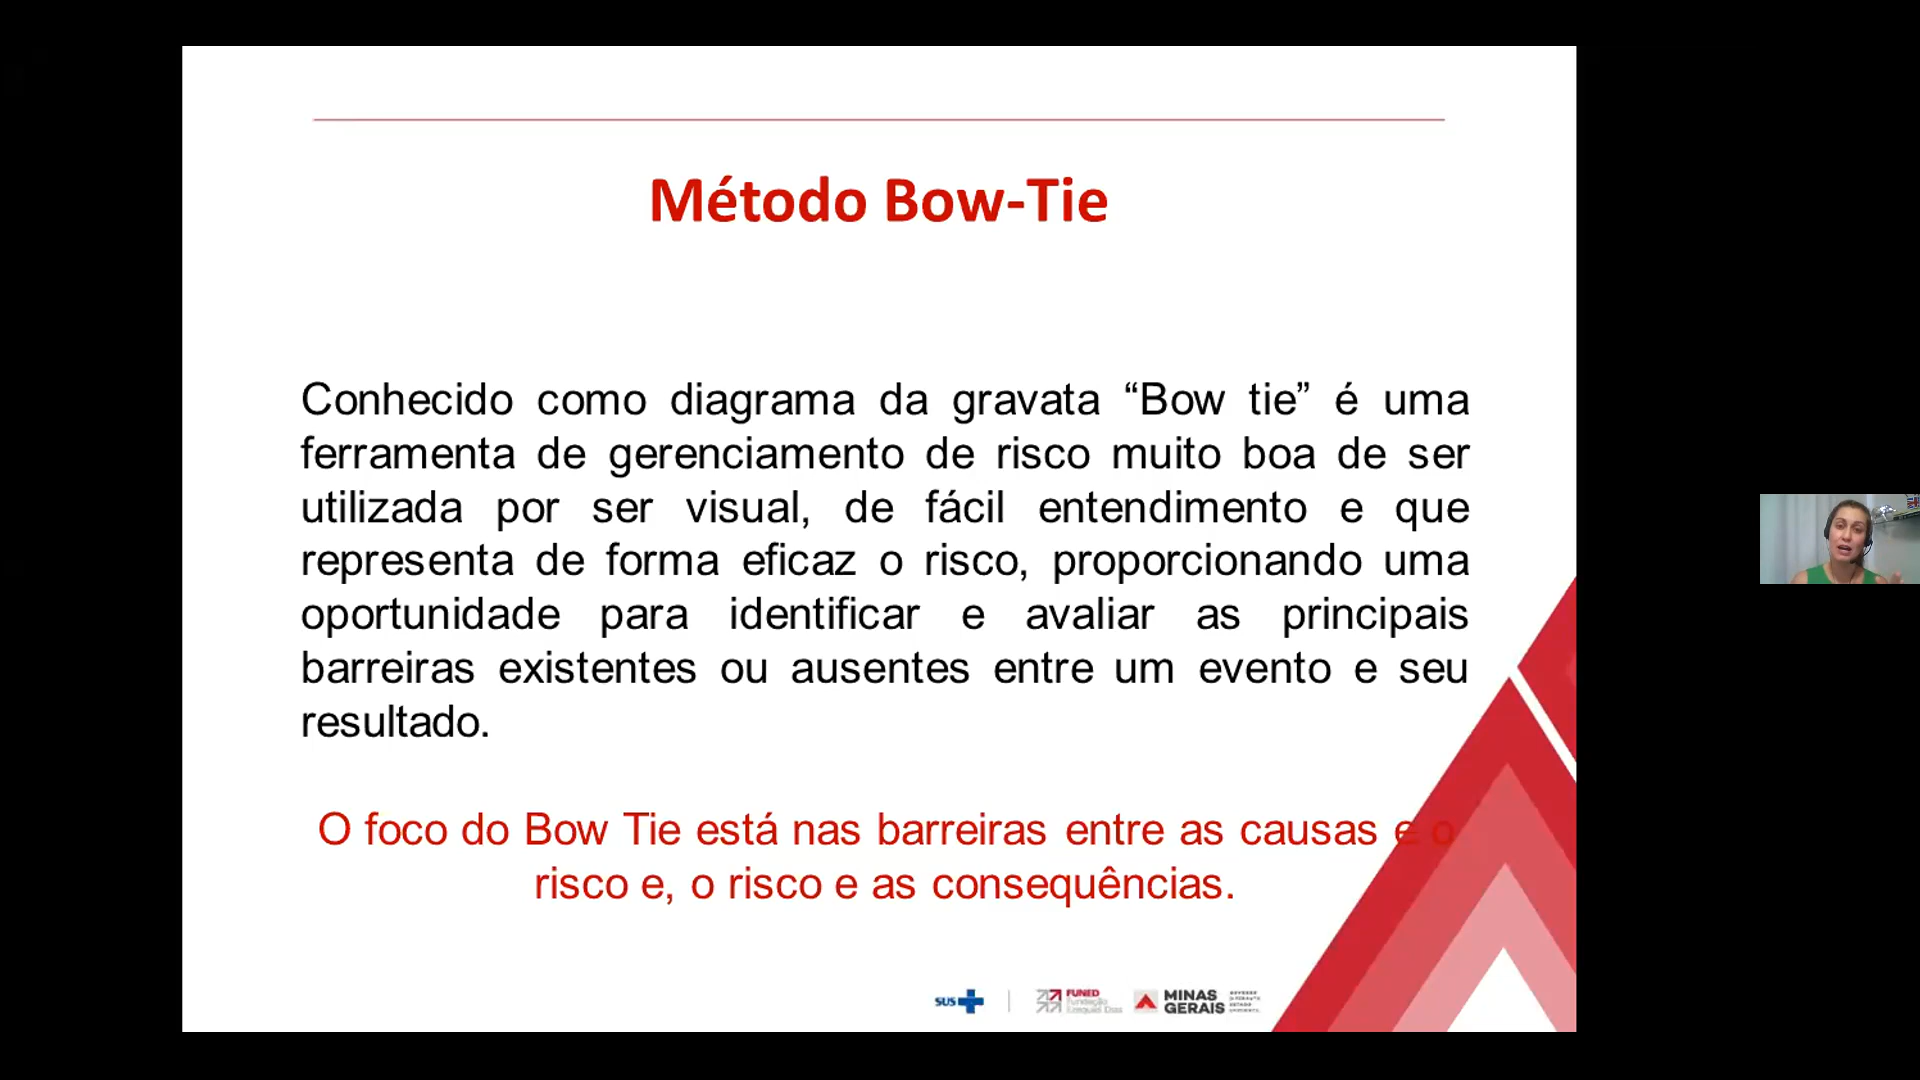 Método Bow-Tie
Conhecido como diagrama da gravata “Bow tie” é uma
ferramenta de gerenciamento de risco muito boa de ser
utilizada por ser visual, de fácil entendimento e que
representa de forma eficaz o risco, proporcionando uma
oportunidade para identificar e avaliar as principais
barreiras existentes ou ausentes entre um evento e seu
resultado.
O foco do Bow Tie está nas barreiras entre as causas e o
risco e, o risco e as consequências.
SUS
FUNED
Fundação
Ezequiel Dias
MINAS
GERAIS